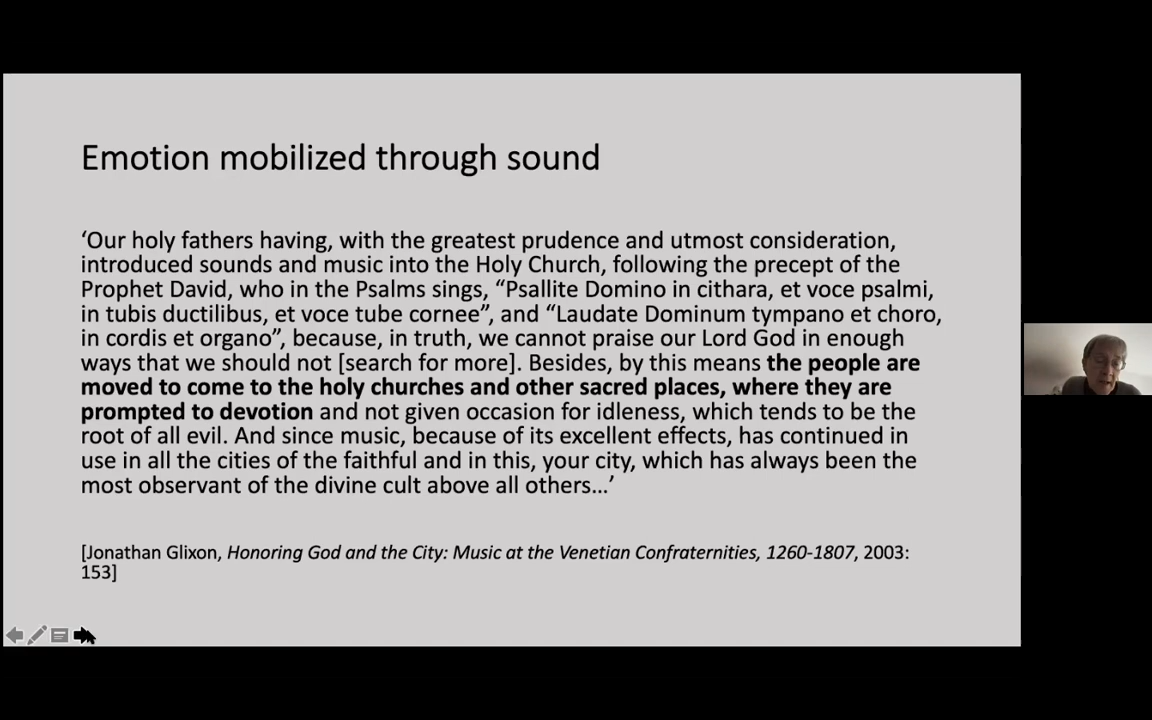 Emotion mobilized through sound
‘Our holy fathers having, with the greatest prudence and utmost consideration,
introduced sounds and music into the Holy Church, following the precept of the
Prophet David, who in the Psalms sings, “Psallite Domino in cithara, et voce psalmi,
in tubis ductilibus, et voce tube cornee”, and “Laudate Dominum tympano et choro,
in cordis et organo”, because, in truth, we cannot praise our Lord God in enough
ways that we should not [search for more]. Besides, by this means the people are
moved to come to the holy churches and other sacred places, where they are
prompted to devotion and not given occasion for idleness, which tends to be the
root of all evil. And since music, because of its excellent effects, has continued in
use in all the cities of the faithful and in this, your city, which has always been the
most observant of the divine cult above all others…’
[Jonathan Glixon, Honoring God and the City: Music at the Venetian Confraternities, 1260-1807, 2003:
153]